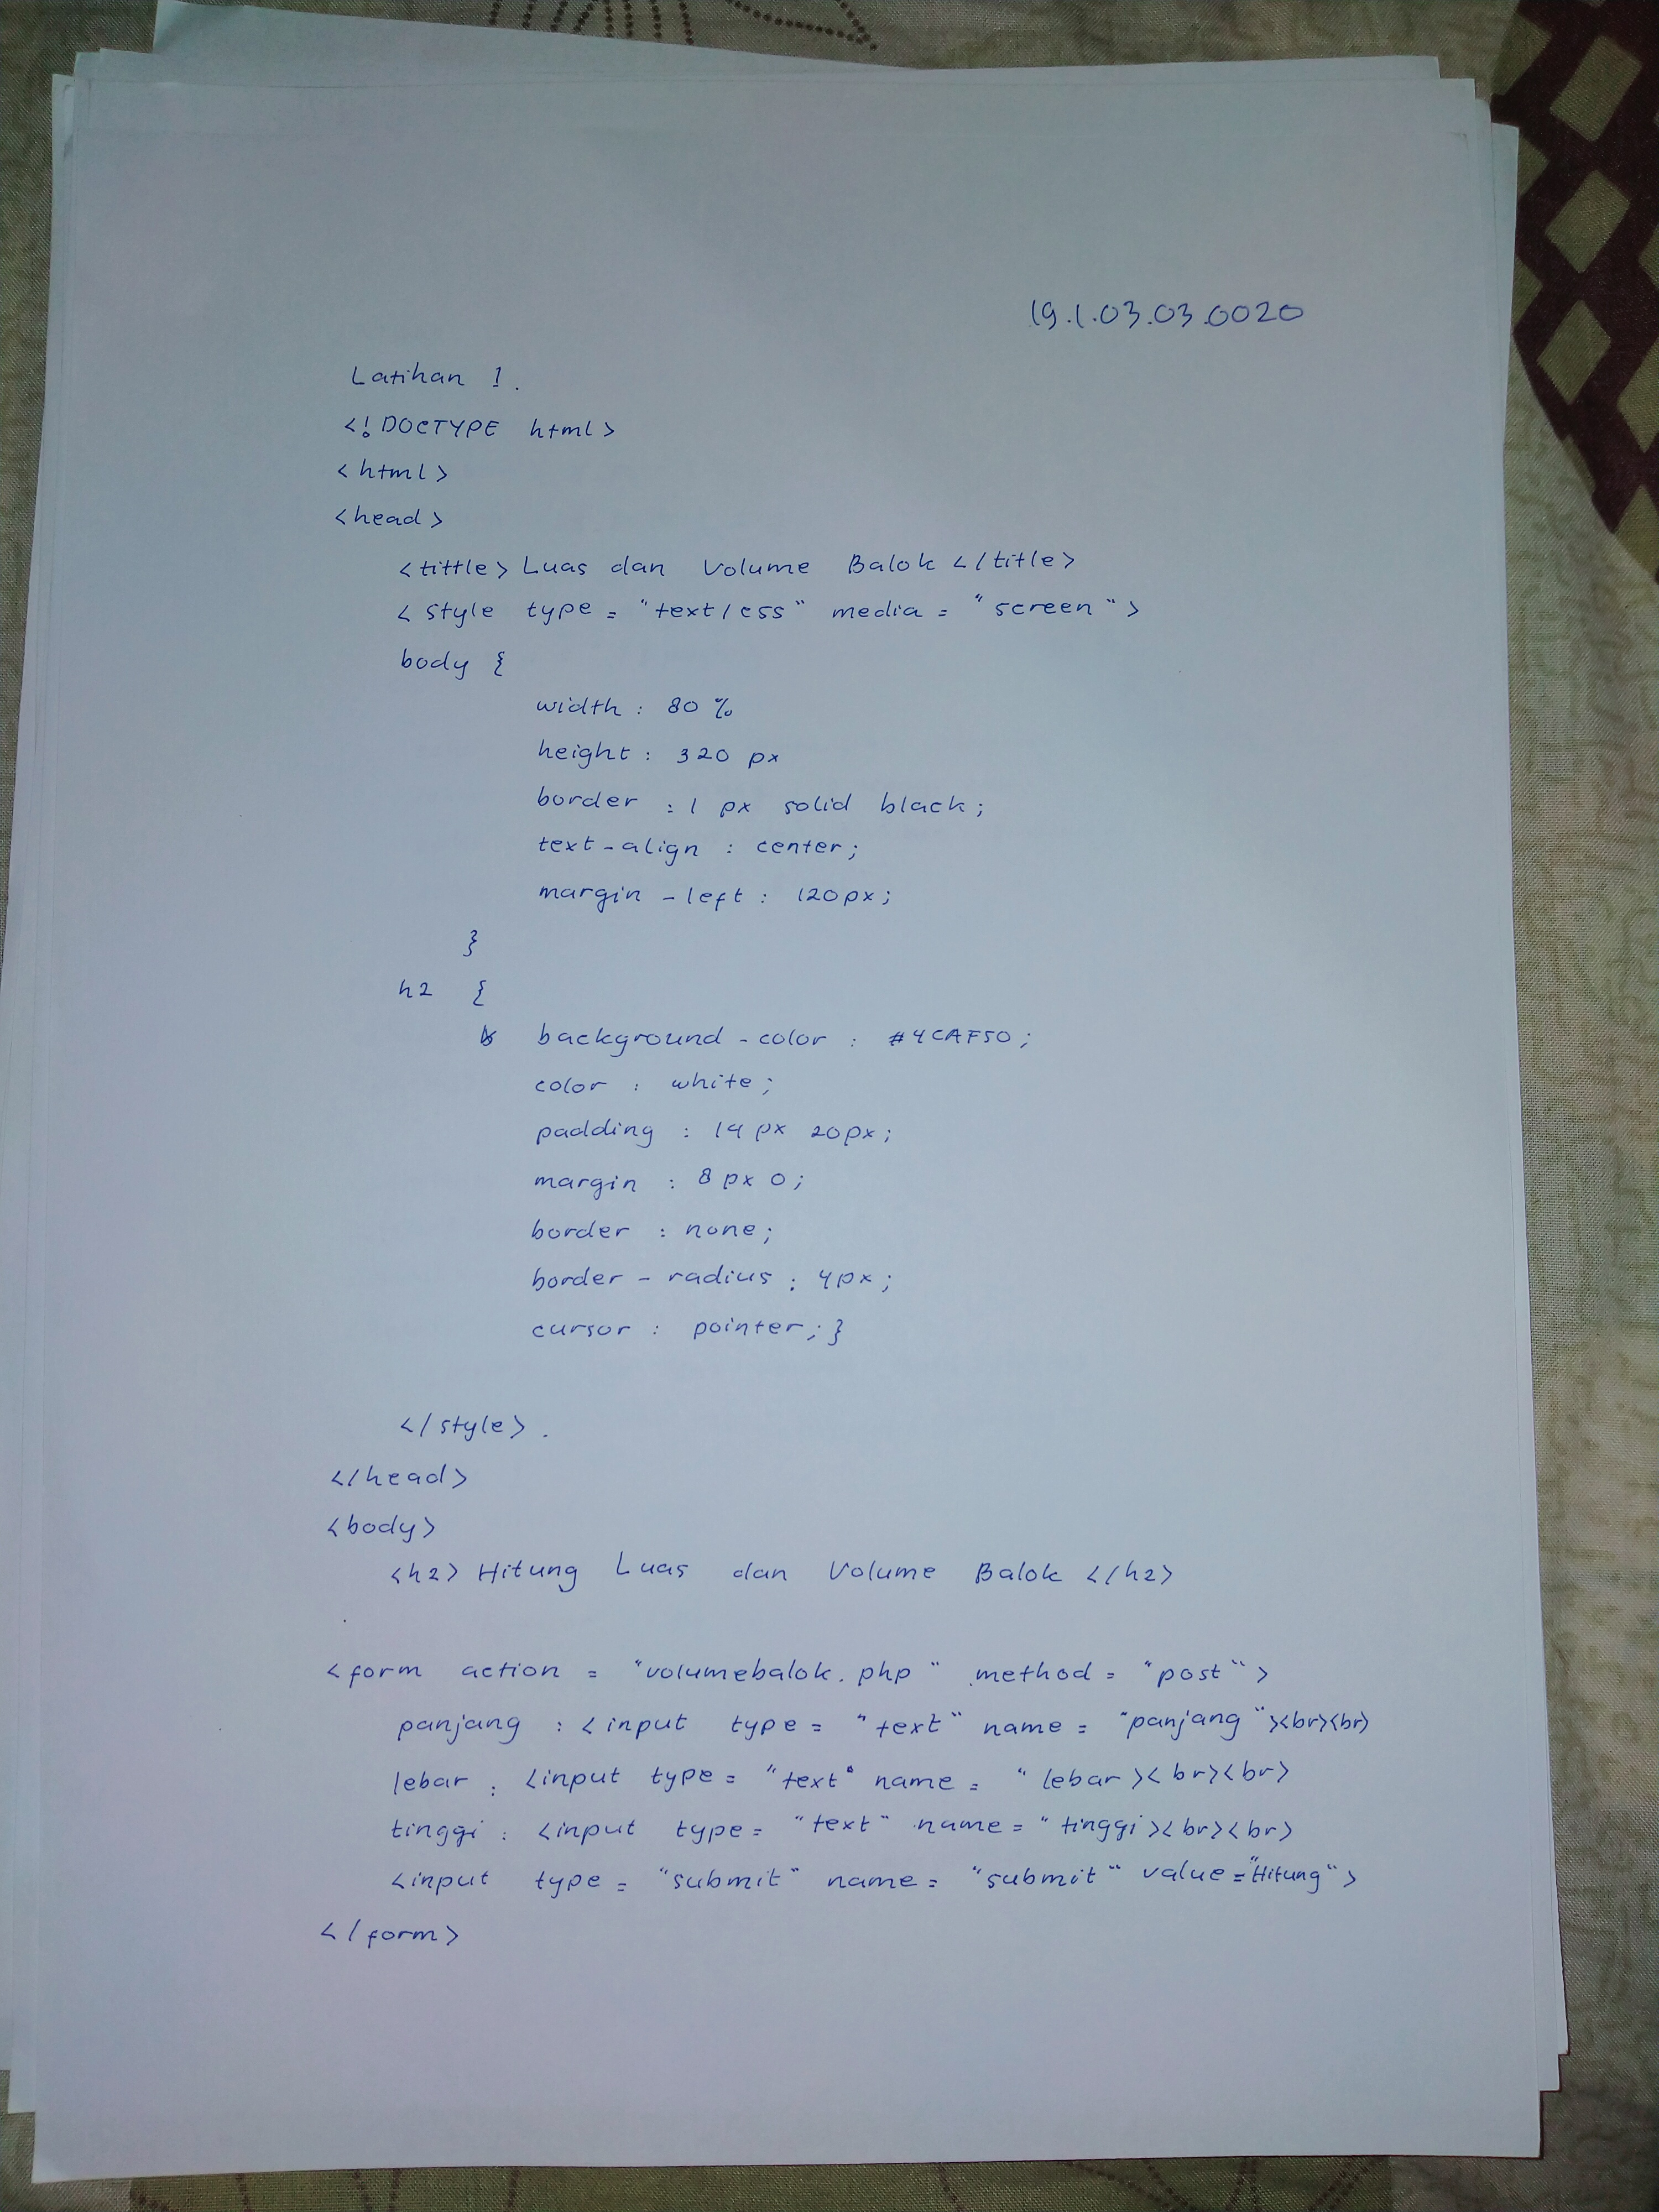 19.1.03.03.0020
Latihan 1.
<!DOCTYPE html>
<html>
<head>
<tittle> Luas dan Volume Balok </title>
<style type = "text/css" media = "screen">
body {
width : 80 %
height : 320 px
border : 1 px solid black;
text-align : center;
margin-left : 120px;
}
h2 {
background-color : #4CAF50;
color : white;
padding : 14 px 20px;
margin : 8 px 0;
border : none;
border-radius : 4px;
cursor : pointer; }
</style>.
</head>
<body>
<h2> Hitung Luas dan Volume Balok </h2>
<form action = "volumebalok.php" method = "post">
panjang : <input type = "text" name = "panjang"><br><br>
lebar : <input type = "text" name = "lebar><br><br>
tinggi : <input type = "text" name = "tinggi><br><br>
<input type = "submit" name = "submit" value="Hitung">
</form>